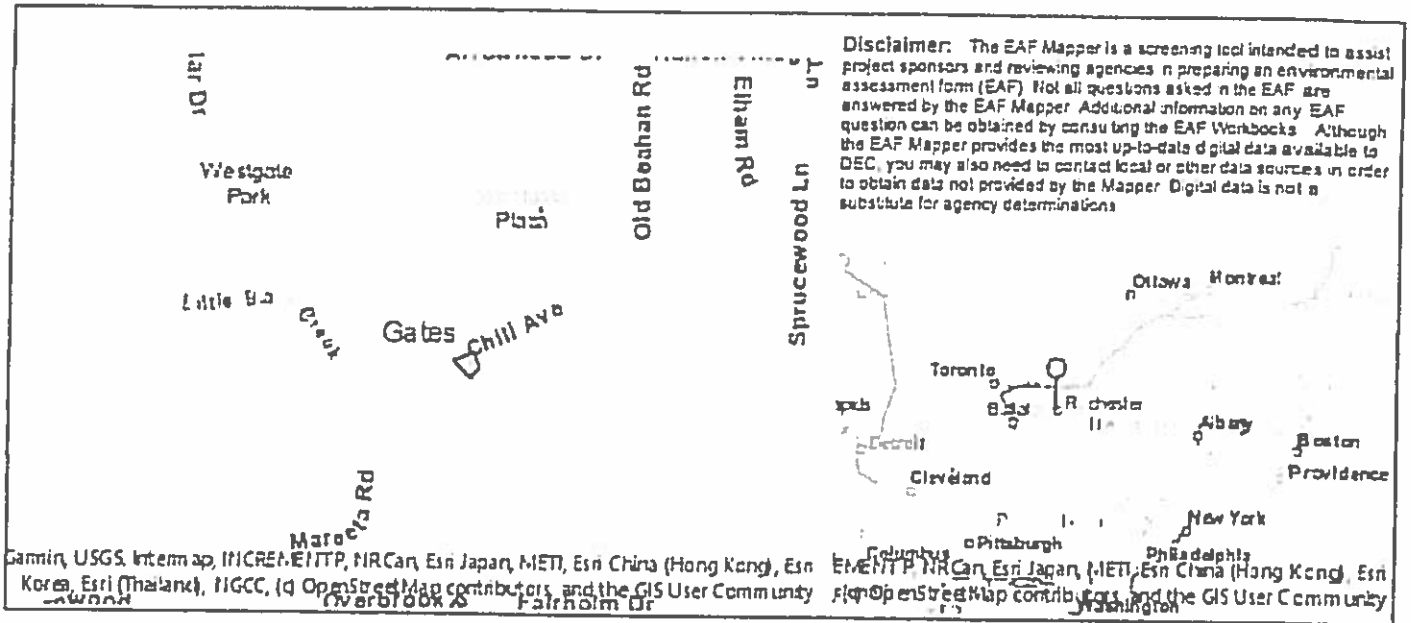 Disclaimer: The EAF Mapper is a screening tool intended to assist
project sponsors and reviewing agencies in preparing an environmental
assessment form (EAF). Not all questions asked in the EAF are
answered by the EAF Mapper. Additional information on any EAF
question can be obtained by consulting the EAF Workbooks. Although
the EAF Mapper provides the most up-to-date digital data available to
DEC, you may also need to contact local or other data sources in order
to obtain data not provided by the Mapper. Digital data is not a
substitute for agency determinations.
Westgate
Park
Old Beahan Rd
Elham Rd
Sprucewood Ln
Little
Creek
Gates
Chili Ave
Ottawa
Montreal
Toronto
Rochester
Albany
Boston
Providence
Detroit
Cleveland
New York
Pittsburgh
Philadelphia
Columbus
Washington
Garmin, USGS, Intermap, INCREMENT P, NRCan, Esri Japan, METI, Esri China (Hong Kong), Esri
Korea, Esri (Thailand), NGCC, (c) OpenStreetMap contributors, and the GIS User Community
EMENT P, NRCan, Esri Japan, METI, Esri China (Hong Kong), Esri
OpenStreetMap contributors, and the GIS User Community
Fairholm Dr